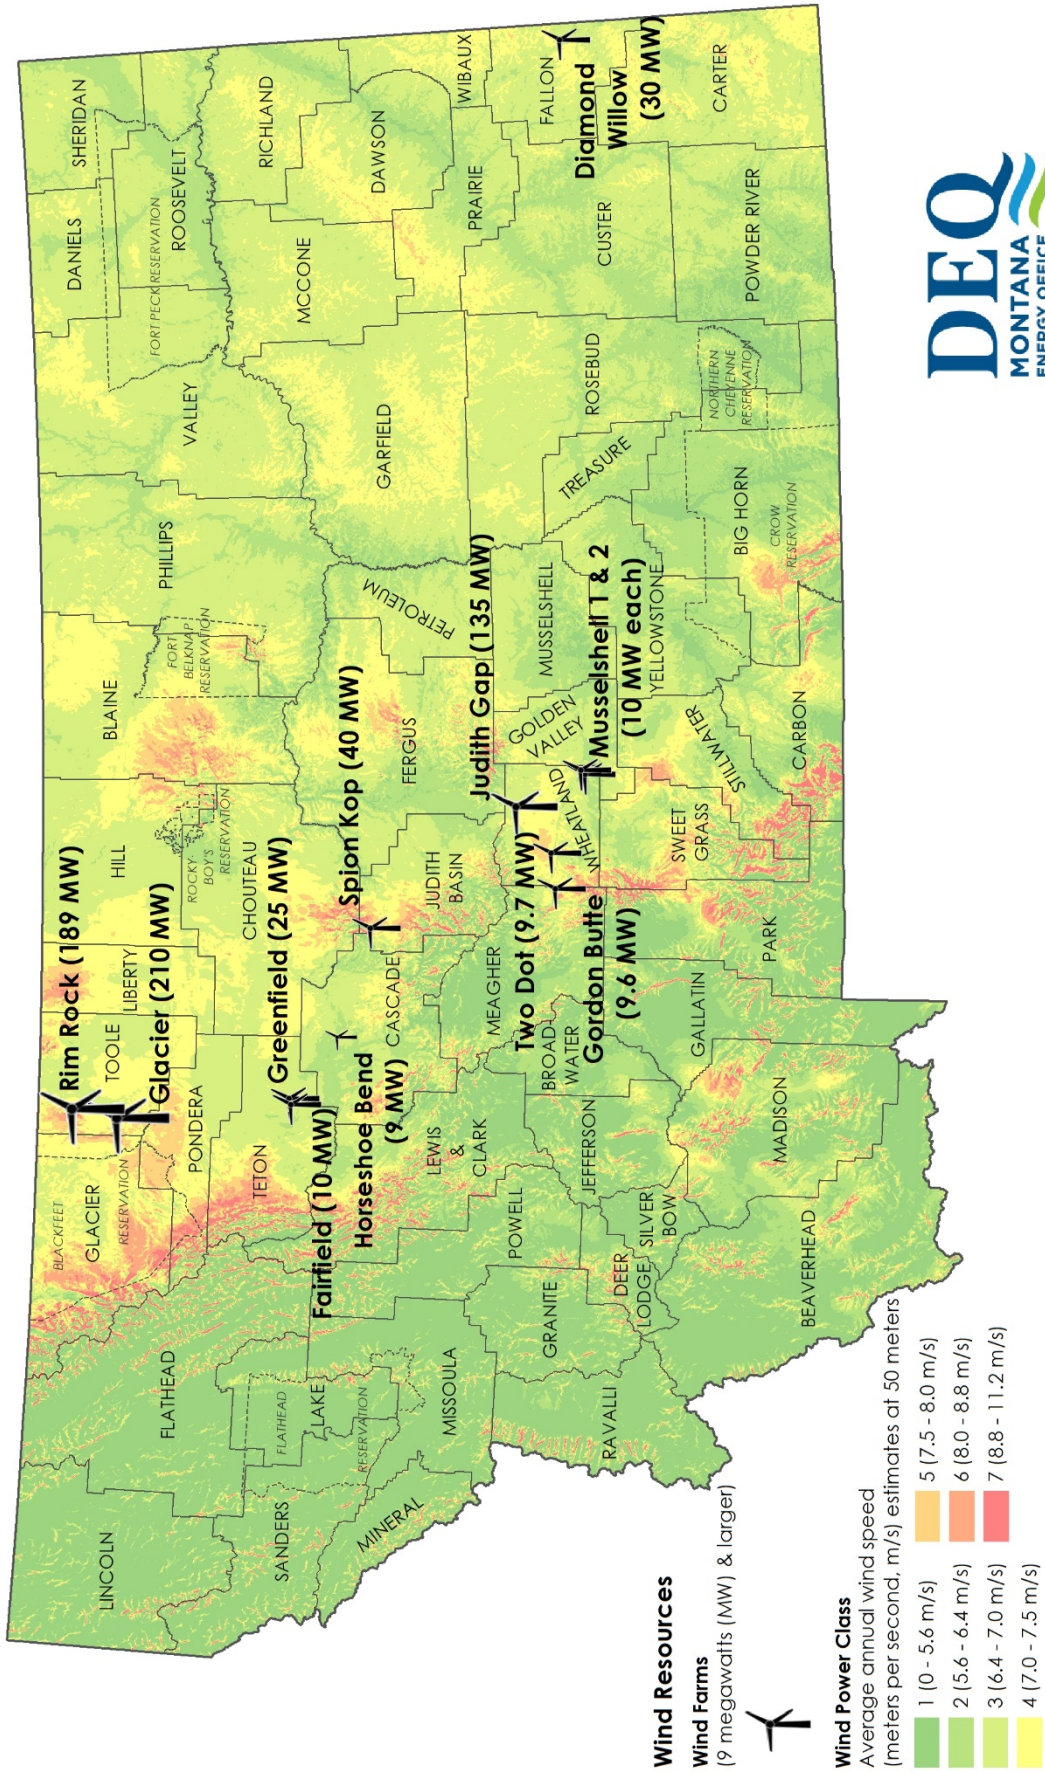 LINCOLN
FLATHEAD
BLACKFEET
GLACIER
RESERVATION
Rim Rock (189 MW)
TOOLE
LIBERTY
Glacier (210 MW)
PONDERA
HILL
BLAINE
PHILLIPS
FORT
BELKNAP
RESERVATION
ROCKY
BOY'S
RESERVATION
VALLEY
DANIELS
SHERIDAN
FORT PECK RESERVATION
ROOSEVELT
SANDERS
FLATHEAD
LAKE
RESERVATION
TETON
Greenfield (25 MW)
CHOUTEAU
Fairfield (10 MW)
Horseshoe Bend
(9 MW)
CASCADE
Spion Kop (40 MW)
JUDITH
BASIN
FERGUS
PETROLEUM
GARFIELD
MCCONE
RICHLAND
DAWSON
WIBAUX
PRAIRIE
MINERAL
MISSOULA
POWELL
LEWIS
&
CLARK
MEAGHER
Judith Gap (135 MW)
GOLDEN
VALLEY
MUSSELSHELL
Two Dot (9.7 MW)
WHEATLAND
Musselshell 1 & 2
(10 MW each)
Gordon Butte
(9.6 MW)
TREASURE
ROSEBUD
CUSTER
FALLON
Diamond
Willow
(30 MW)
RAVALLI
GRANITE
DEER
LODGE
SILVER
BOW
JEFFERSON
BROAD-
WATER
GALLATIN
PARK
SWEET
GRASS
STILLWATER
YELLOWSTONE
CARBON
BIG HORN
CROW
RESERVATION
NORTHERN
CHEYENNE
RESERVATION
POWDER RIVER
CARTER
BEAVERHEAD
MADISON
Wind Resources
Wind Farms
(9 megawatts (MW) & larger)
Wind Power Class
Average annual wind speed
(meters per second, m/s) estimates at 50 meters
1 (0 - 5.6 m/s)
2 (5.6 - 6.4 m/s)
3 (6.4 - 7.0 m/s)
4 (7.0 - 7.5 m/s)
5 (7.5 - 8.0 m/s)
6 (8.0 - 8.8 m/s)
7 (8.8 - 11.2 m/s)
DEQ
MONTANA
ENERGY OFFICE